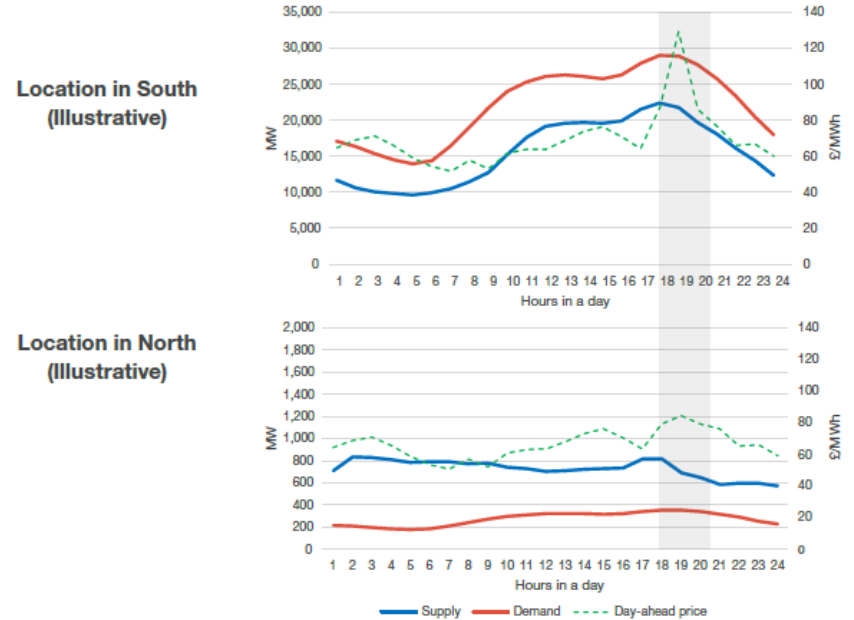 Location in South
(Illustrative)
35,000
30,000
25,000
20,000
15,000
10,000
5,000
0
MW
140
120
100
80
60
40
20
0
£/MWh
1 2 3 4 5 6 7 8 9 10 11 12 13 14 15 16 17 18 19 20 21 22 23 24
Hours in a day
Location in North
(Illustrative)
2,000
1,800
1,600
1,400
1,200
1,000
800
600
400
200
0
MW
140
120
100
80
60
40
20
0
£/MWh
1 2 3 4 5 6 7 8 9 10 11 12 13 14 15 16 17 18 19 20 21 22 23 24
Hours in a day
Supply Demand Day-ahead price